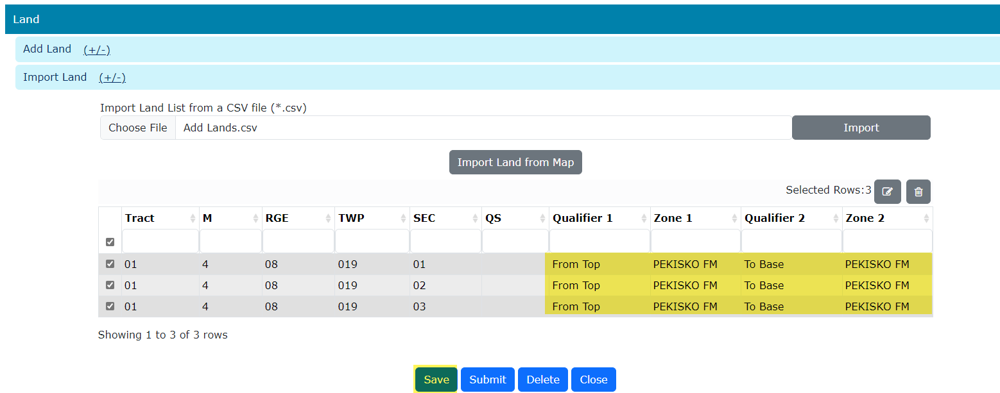 Land
Add Land (+/-)
Import Land (+/-)
Import Land List from a CSV file (*.csv)
Choose File Add Lands.csv Import
Import Land from Map
Selected Rows:3
Tract M RGE TWP SEC QS Qualifier 1 Zone 1 Qualifier 2 Zone 2
01 4 08 019 01 From Top PEKISKO FM To Base PEKISKO FM
01 4 08 019 02 From Top PEKISKO FM To Base PEKISKO FM
01 4 08 019 03 From Top PEKISKO FM To Base PEKISKO FM
Showing 1 to 3 of 3 rows
Save Submit Delete Close